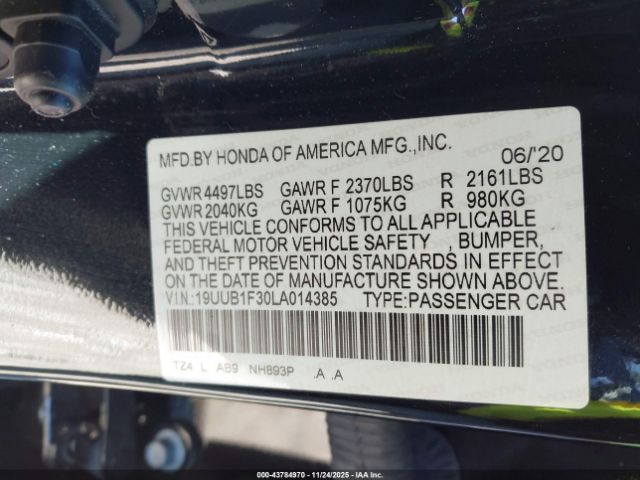 MFD.BY HONDA OF AMERICA MFG.,INC. 06/'20
GVWR 4497LBS GAWR F 2370LBS R 2161LBS
GVWR 2040KG GAWR F 1075KG R 980KG
THIS VEHICLE CONFORMS TO ALL APPLICABLE
FEDERAL MOTOR VEHICLE SAFETY , BUMPER,
AND THEFT PREVENTION STANDARDS IN EFFECT
ON THE DATE OF MANUFACTURE SHOWN ABOVE.
V.I.N: 19UUB1F30LA014385 TYPE:PASSENGER CAR
TZ4 L AB9 NH893P .A .A
000-43784970 - 11/24/2025 - IAA Inc.